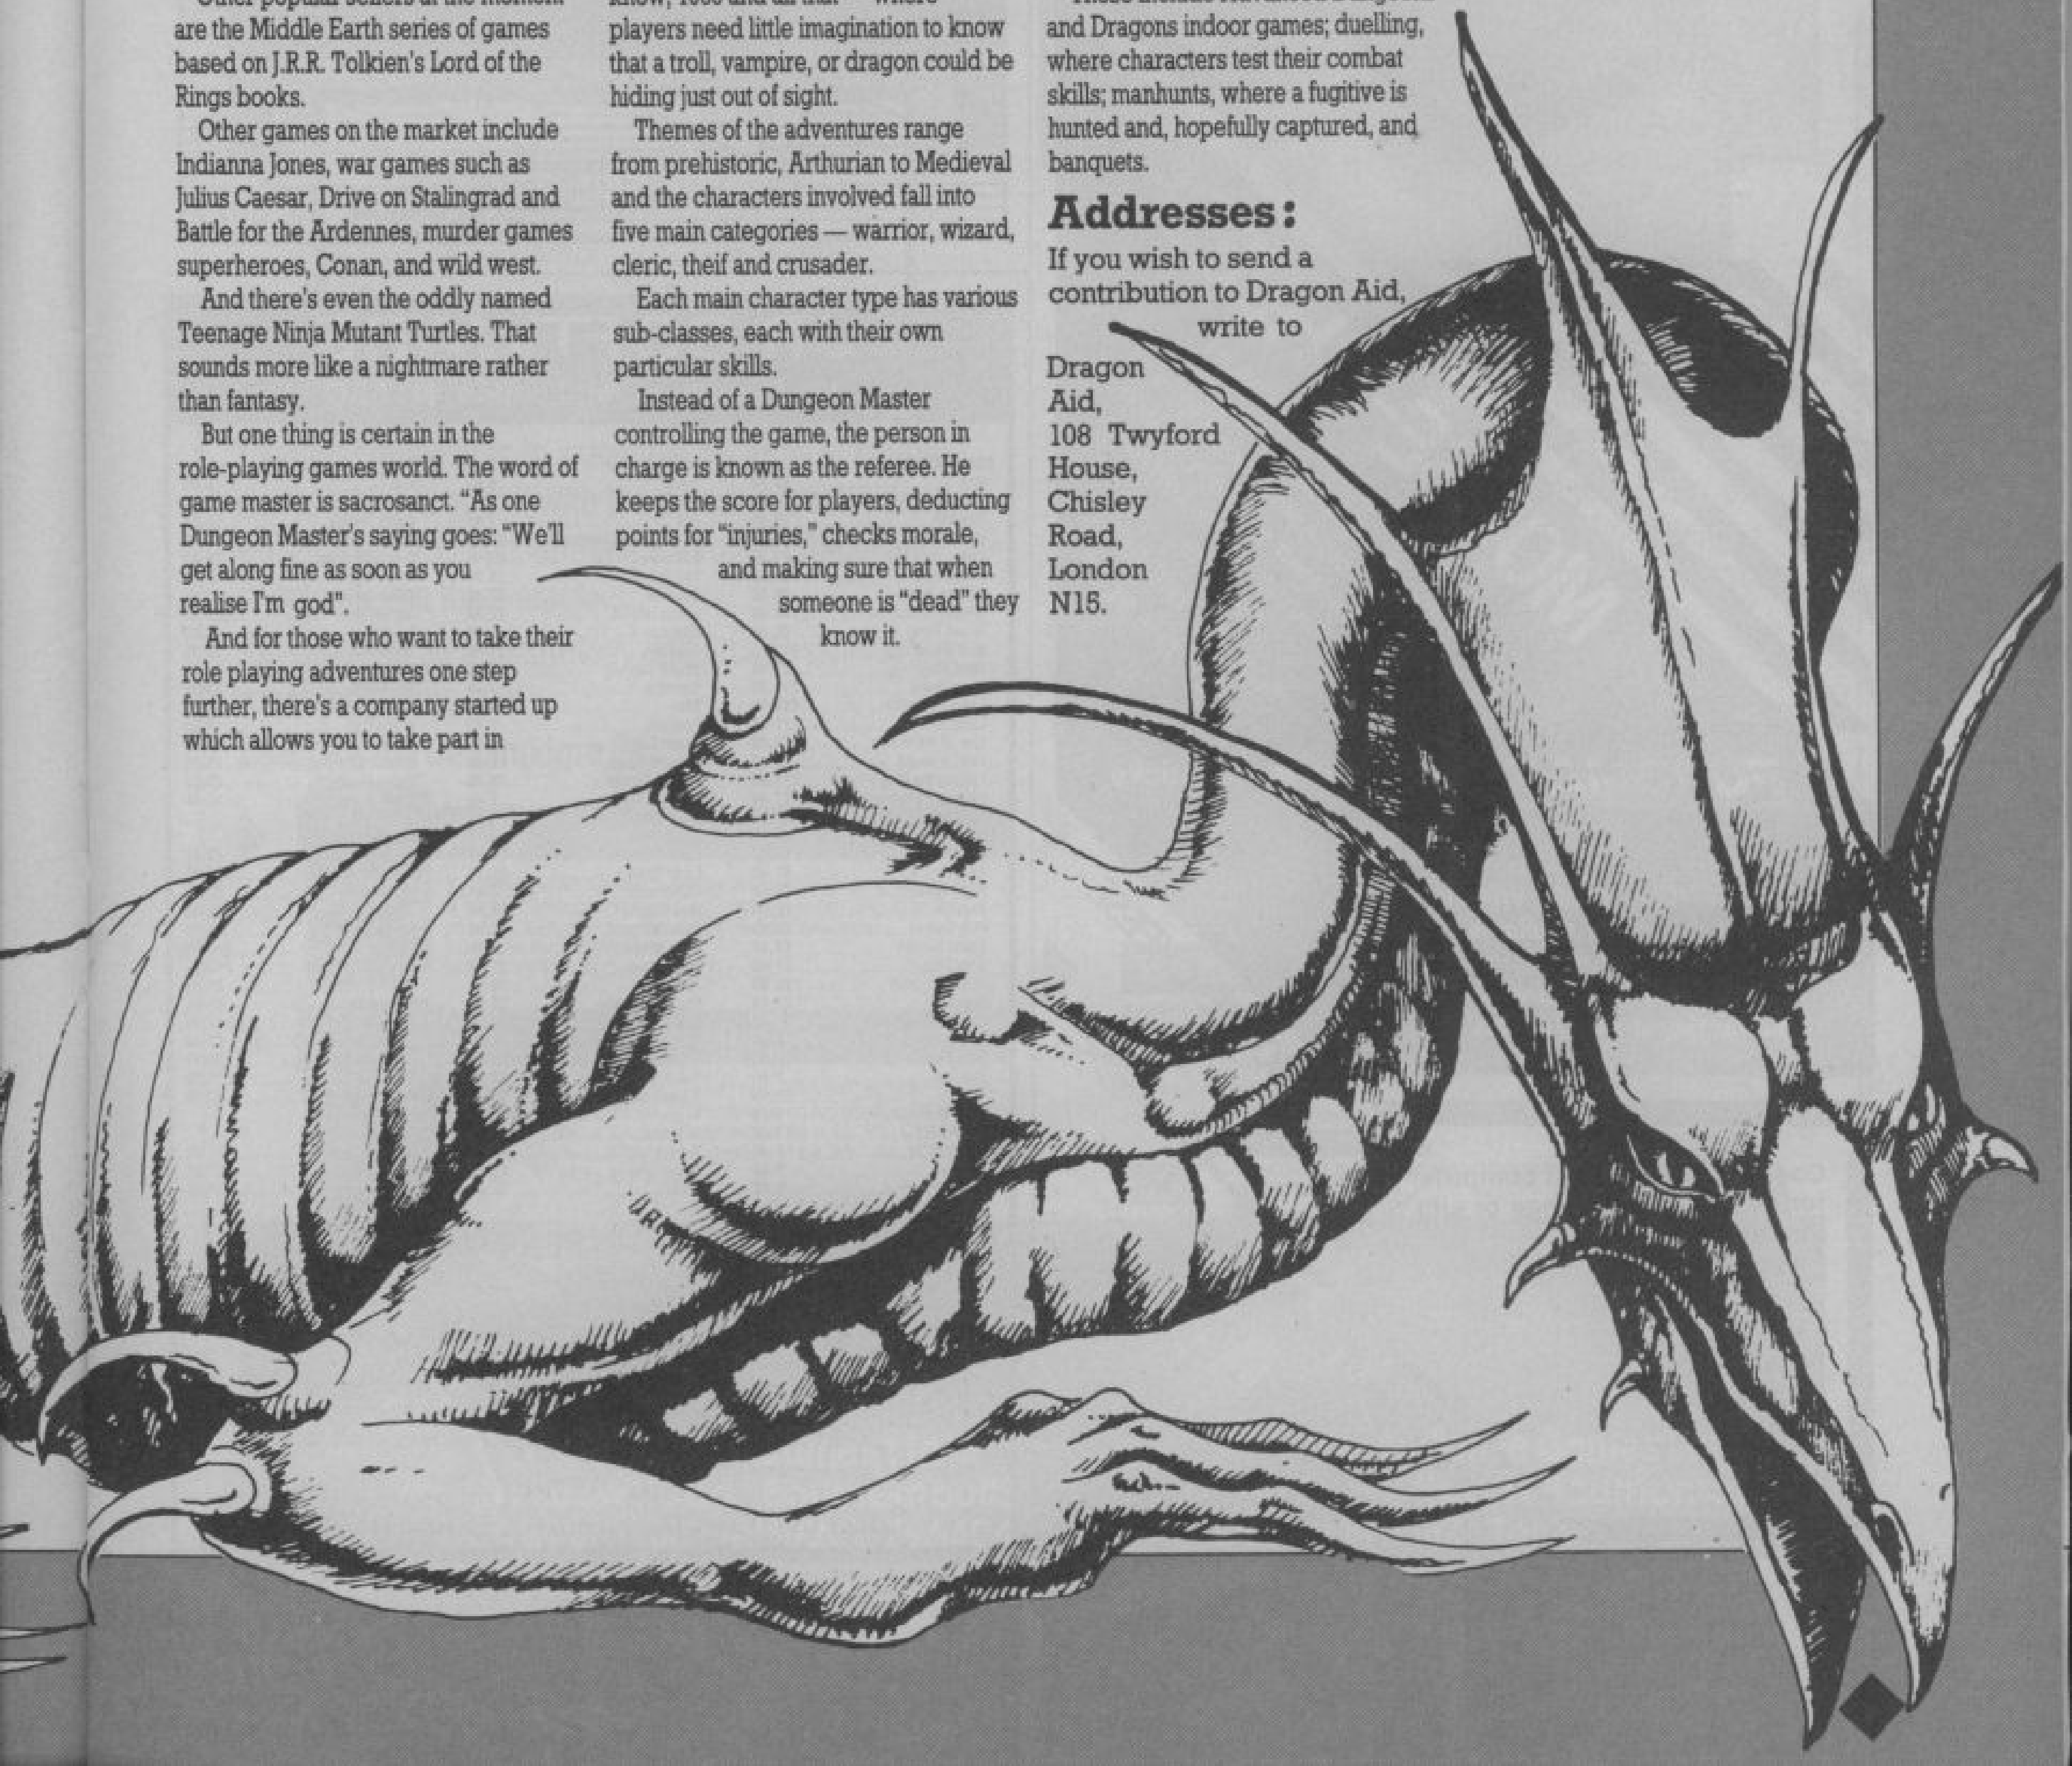 are the Middle Earth series of games
based on J.R.R. Tolkien's Lord of the
Rings books.
Other games on the market include
Indianna Jones, war games such as
Julius Caesar, Drive on Stalingrad and
Battle for the Ardennes, murder games
superheroes, Conan, and wild west.
And there's even the oddly named
Teenage Ninja Mutant Turtles. That
sounds more like a nightmare rather
than fantasy.
But one thing is certain in the
role-playing games world. The word of
game master is sacrosanct. "As one
Dungeon Master's saying goes: "We'll
get along fine as soon as you
realise I'm god".
And for those who want to take their
role playing adventures one step
further, there's a company started up
which allows you to take part in
players need little imagination to know
that a troll, vampire, or dragon could be
hiding just out of sight.
Themes of the adventures range
from prehistoric, Arthurian to Medieval
and the characters involved fall into
five main categories — warrior, wizard,
cleric, theif and crusader.
Each main character type has various
sub-classes, each with their own
particular skills.
Instead of a Dungeon Master
controlling the game, the person in
charge is known as the referee. He
keeps the score for players, deducting
points for "injuries," checks morale,
and making sure that when
someone is "dead" they
know it.
and Dragons indoor games; duelling,
where characters test their combat
skills; manhunts, where a fugitive is
hunted and, hopefully captured, and
banquets.
Addresses:
If you wish to send a
contribution to Dragon Aid,
write to
Dragon
Aid,
108 Twyford
House,
Chisley
Road,
London
N15.